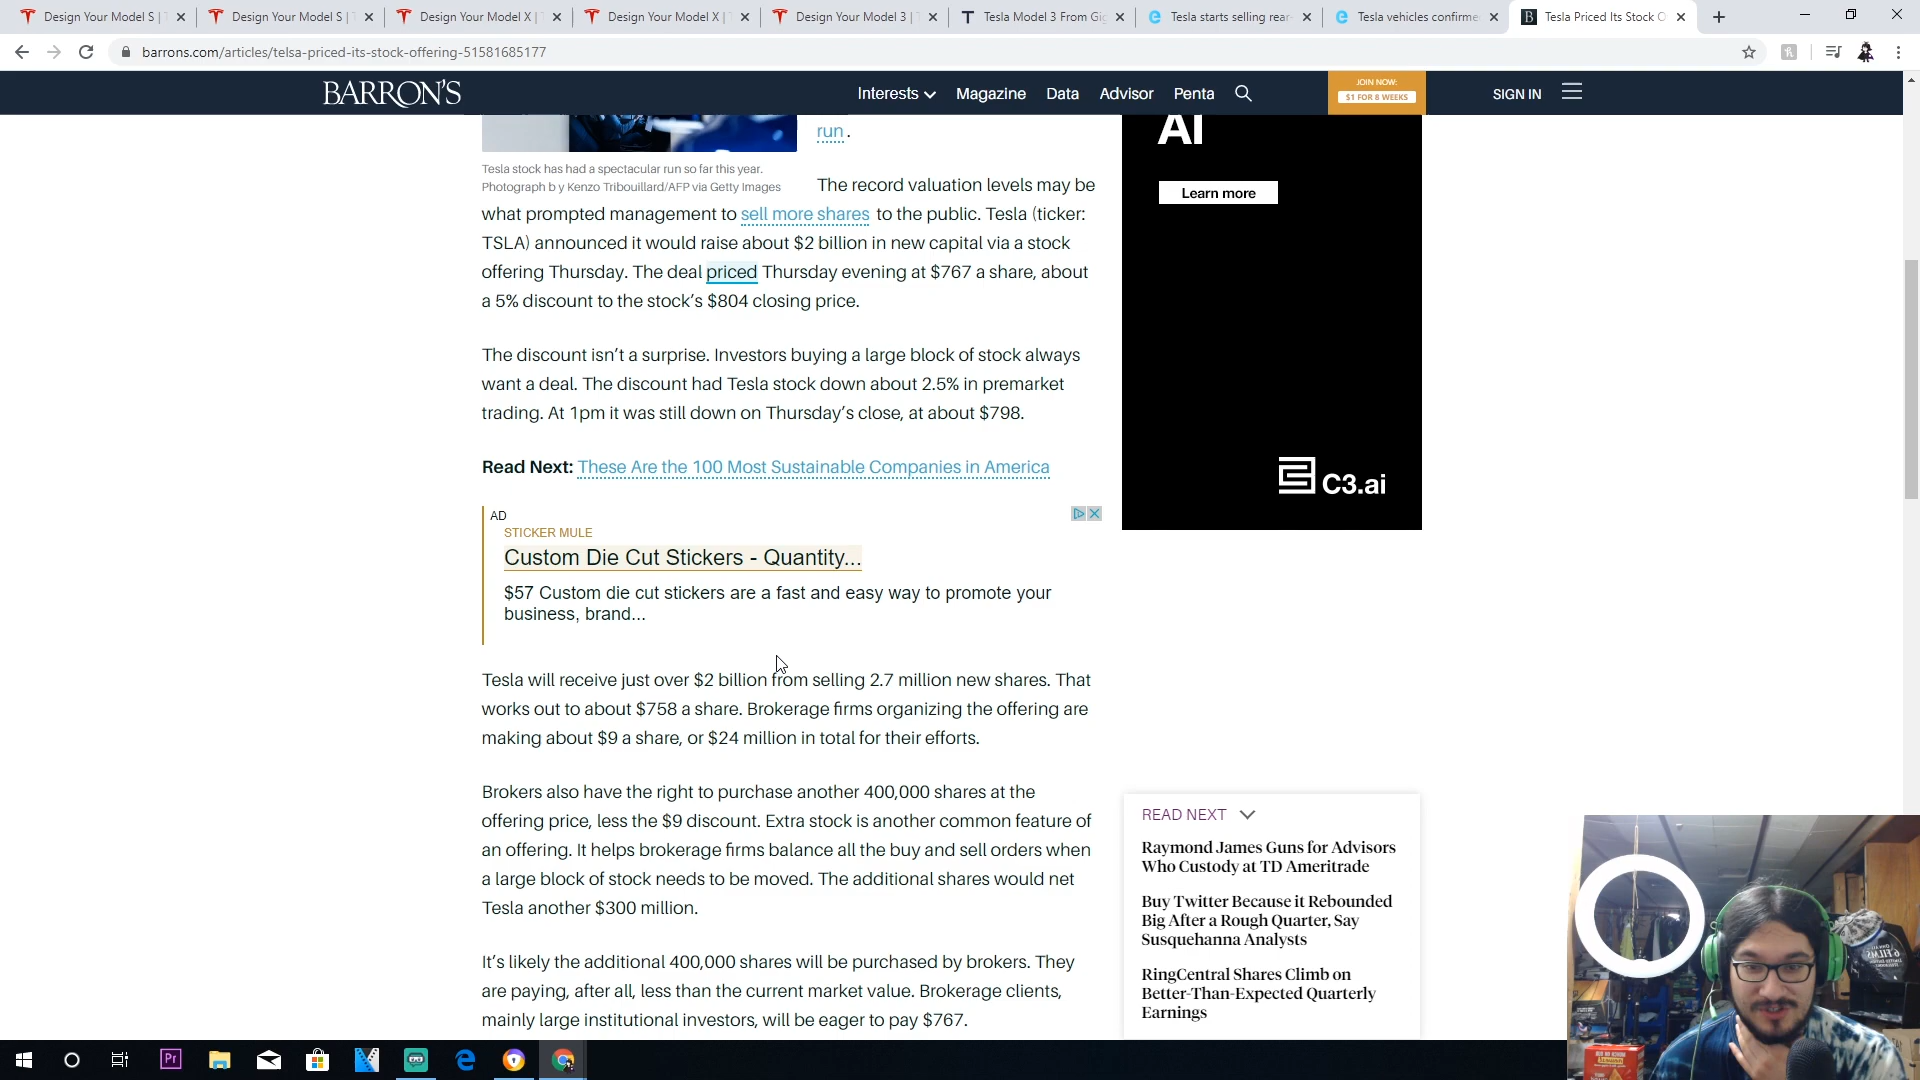 Design Your Model S | T
Design Your Model S | T
Design Your Model X | T
Design Your Model X | T
Design Your Model 3 | T
Tesla Model 3 From Gig
Tesla starts selling rear-
Tesla vehicles confirme
Tesla Priced Its Stock O
barrons.com/articles/telsa-priced-its-stock-offering-51581685177
BARRON'S
Interests
Magazine
Data
Advisor
Penta
JOIN NOW:
$1 FOR 8 WEEKS
SIGN IN
run.
Tesla stock has had a spectacular run so far this year.
Photograph b y Kenzo Tribouillard/AFP via Getty Images
The record valuation levels may be
what prompted management to sell more shares to the public. Tesla (ticker:
TSLA) announced it would raise about $2 billion in new capital via a stock
offering Thursday. The deal priced Thursday evening at $767 a share, about
a 5% discount to the stock's $804 closing price.
The discount isn't a surprise. Investors buying a large block of stock always
want a deal. The discount had Tesla stock down about 2.5% in premarket
trading. At 1pm it was still down on Thursday's close, at about $798.
Read Next: These Are the 100 Most Sustainable Companies in America
AD
STICKER MULE
Custom Die Cut Stickers - Quantity...
$57 Custom die cut stickers are a fast and easy way to promote your
business, brand...
Tesla will receive just over $2 billion from selling 2.7 million new shares. That
works out to about $758 a share. Brokerage firms organizing the offering are
making about $9 a share, or $24 million in total for their efforts.
Brokers also have the right to purchase another 400,000 shares at the
offering price, less the $9 discount. Extra stock is another common feature of
an offering. It helps brokerage firms balance all the buy and sell orders when
a large block of stock needs to be moved. The additional shares would net
Tesla another $300 million.
It's likely the additional 400,000 shares will be purchased by brokers. They
are paying, after all, less than the current market value. Brokerage clients,
mainly large institutional investors, will be eager to pay $767.
AI
Learn more
C3.ai
READ NEXT
Raymond James Guns for Advisors
Who Custody at TD Ameritrade
Buy Twitter Because it Rebounded
Big After a Rough Quarter, Say
Susquehanna Analysts
RingCentral Shares Climb on
Better-Than-Expected Quarterly
Earnings
Pr